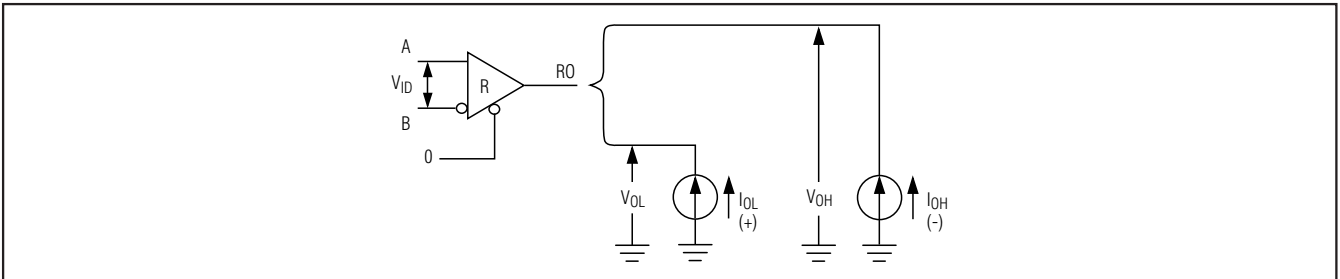 A
V_ID
B
0
R
RO
V_OL
I_OL
(+)
V_OH
I_OH
(-)